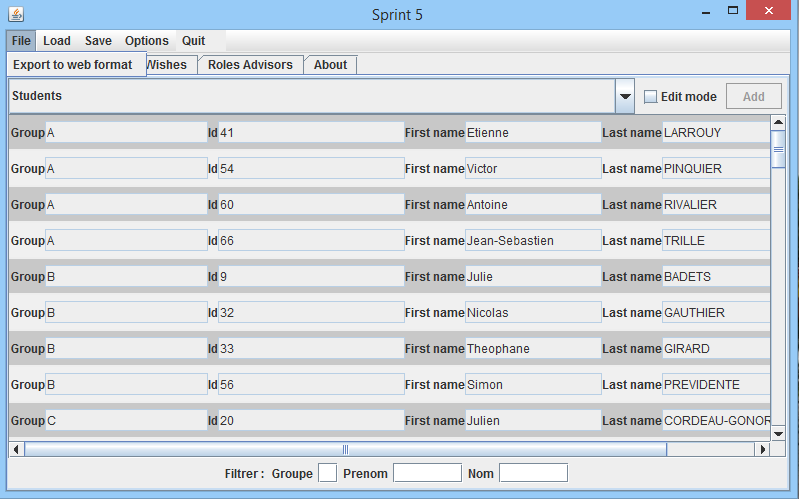 Sprint 5
File Load Save Options Quit
Export to web format Wishes Roles Advisors About
Students Edit mode Add
Group A Id 41 First name Etienne Last name LARROUY
Group A Id 54 First name Victor Last name PINQUIER
Group A Id 60 First name Antoine Last name RIVALIER
Group A Id 66 First name Jean-Sebastien Last name TRILLE
Group B Id 9 First name Julie Last name BADETS
Group B Id 32 First name Nicolas Last name GAUTHIER
Group B Id 33 First name Theophane Last name GIRARD
Group B Id 56 First name Simon Last name PREVIDENTE
Group C Id 20 First name Julien Last name CORDEAU-GONOR
Filtrer : Groupe Prenom Nom